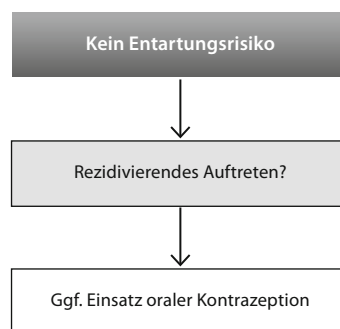 Kein Entartungsrisiko
Rezidivierendes Auftreten?
Ggf. Einsatz oraler Kontrazeption